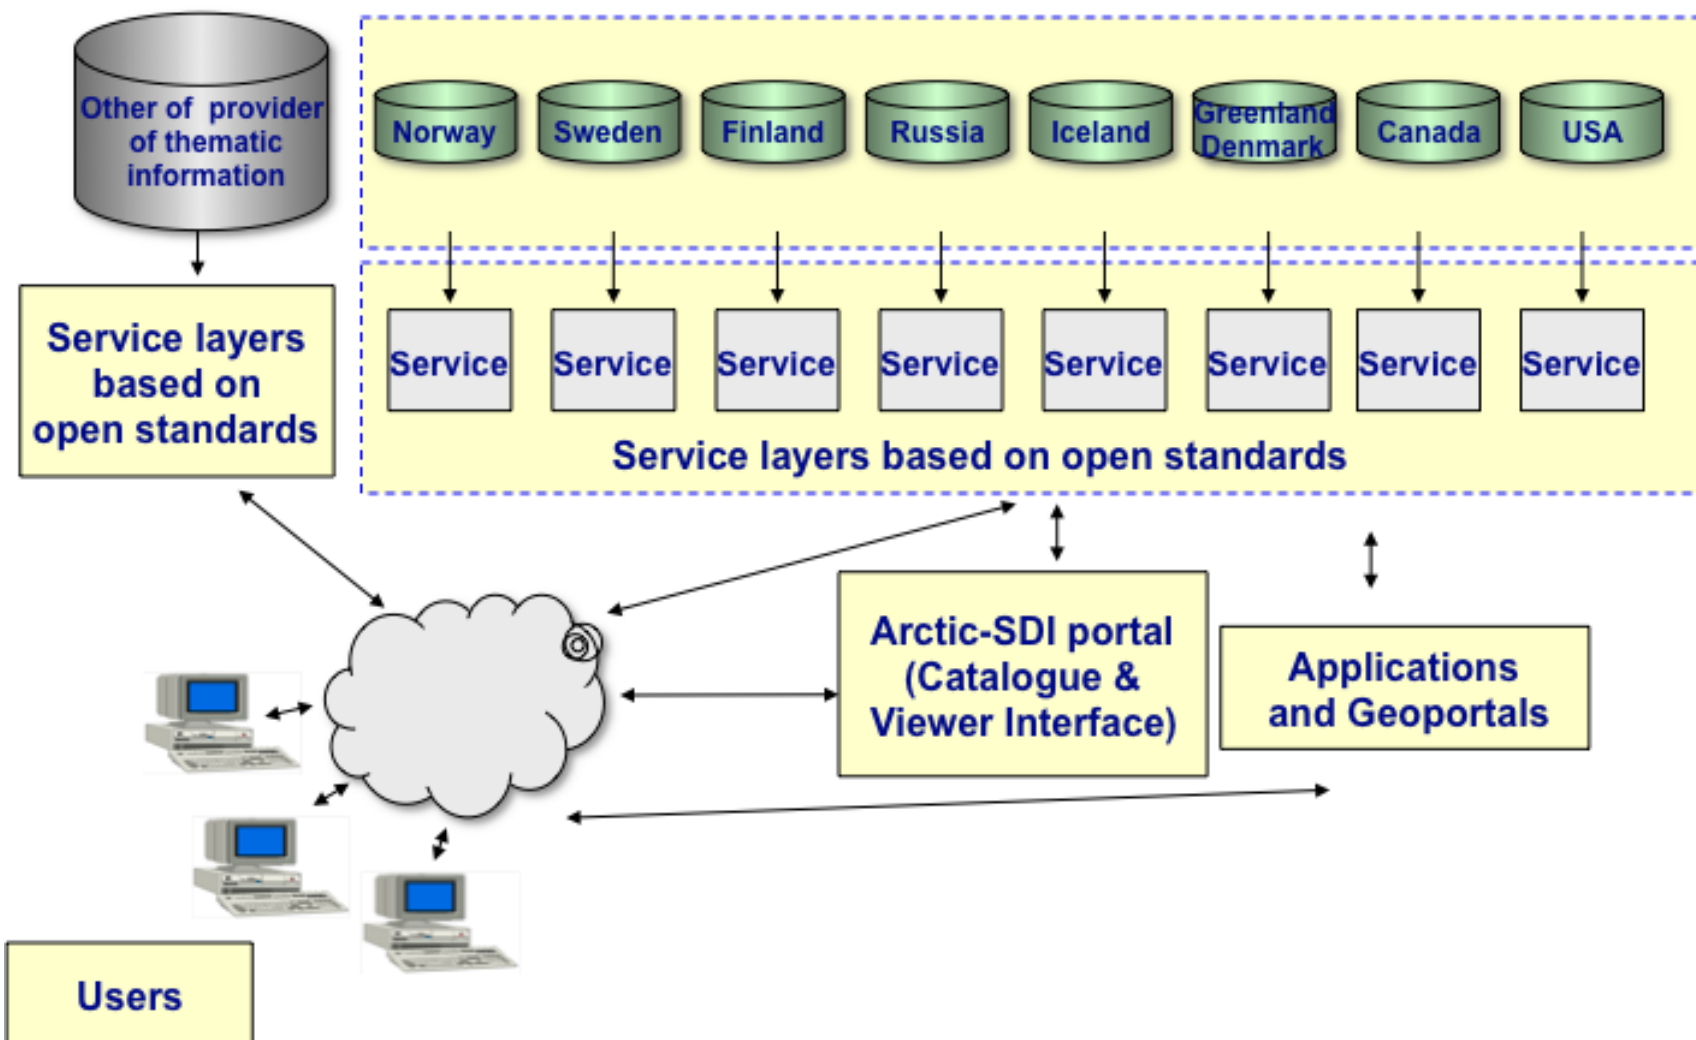 Other of provider
of thematic
information
Norway
Sweden
Finland
Russia
Iceland
Greenland
Denmark
Canada
USA
Service layers
based on
open standards
Service
Service
Service
Service
Service
Service
Service
Service
Service layers based on open standards
Arctic-SDI portal
(Catalogue &
Viewer Interface)
Applications
and Geoportals
Users